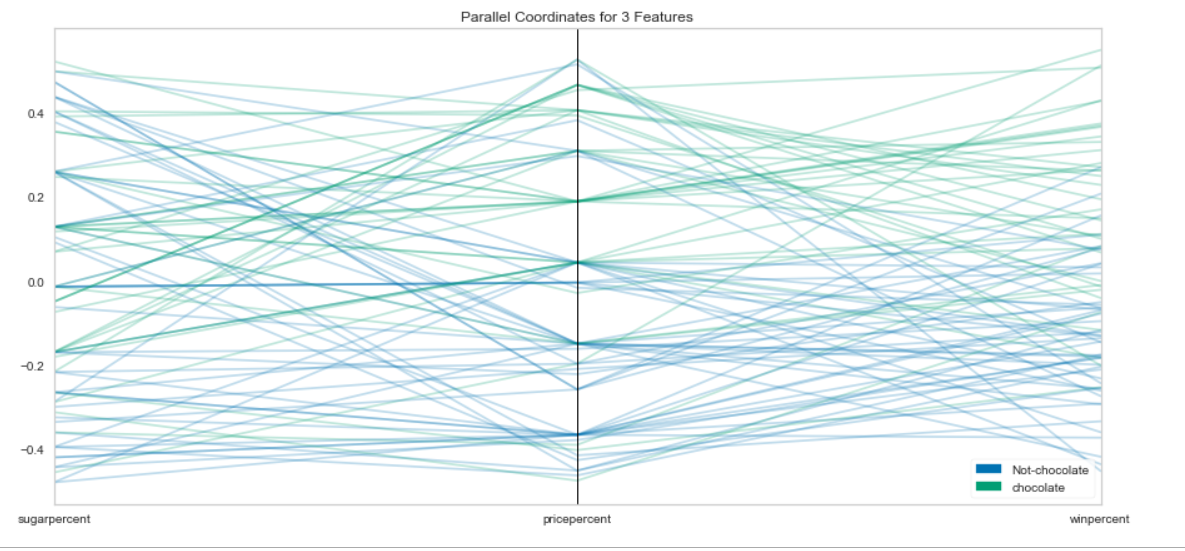 Parallel Coordinates for 3 Features
0.4
0.2
0.0
−0.2
−0.4
Not-chocolate
chocolate
sugarpercent pricepercent winpercent